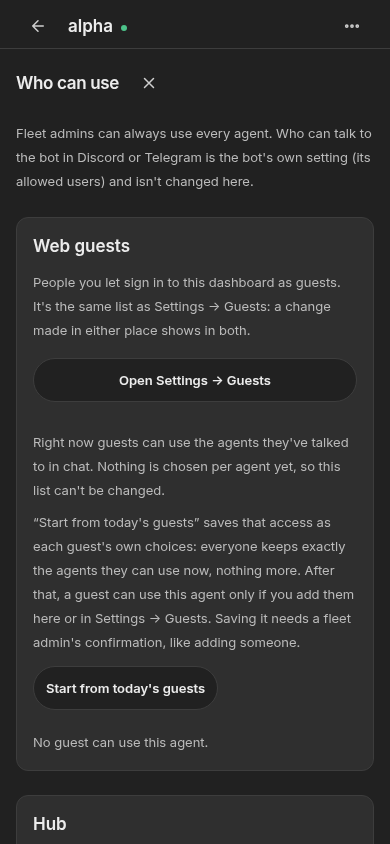 alpha
Who can use
Fleet admins can always use every agent. Who can talk to
the bot in Discord or Telegram is the bot's own setting (its
allowed users) and isn't changed here.
Web guests
People you let sign in to this dashboard as guests.
It's the same list as Settings → Guests: a change
made in either place shows in both.
Open Settings → Guests
Right now guests can use the agents they've talked
to in chat. Nothing is chosen per agent yet, so this
list can't be changed.
“Start from today's guests” saves that access as
each guest's own choices: everyone keeps exactly
the agents they can use now, nothing more. After
that, a guest can use this agent only if you add them
here or in Settings → Guests. Saving it needs a fleet
admin's confirmation, like adding someone.
Start from today's guests
No guest can use this agent.
Hub